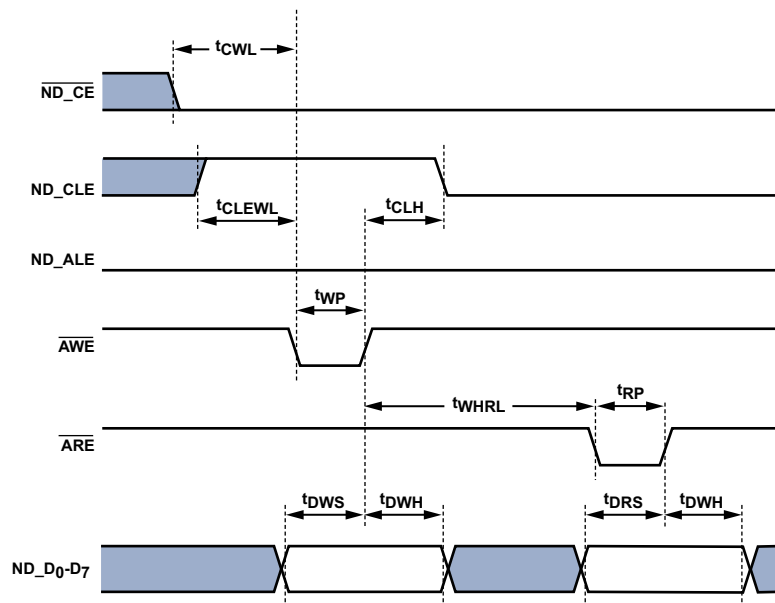 tCWL
ND_CE
ND_CLE
tCLEWL
tCLH
ND_ALE
tWP
AWE
tWHRL
tRP
ARE
tDWS
tDWH
tDRS
tDWH
ND_D0-D7